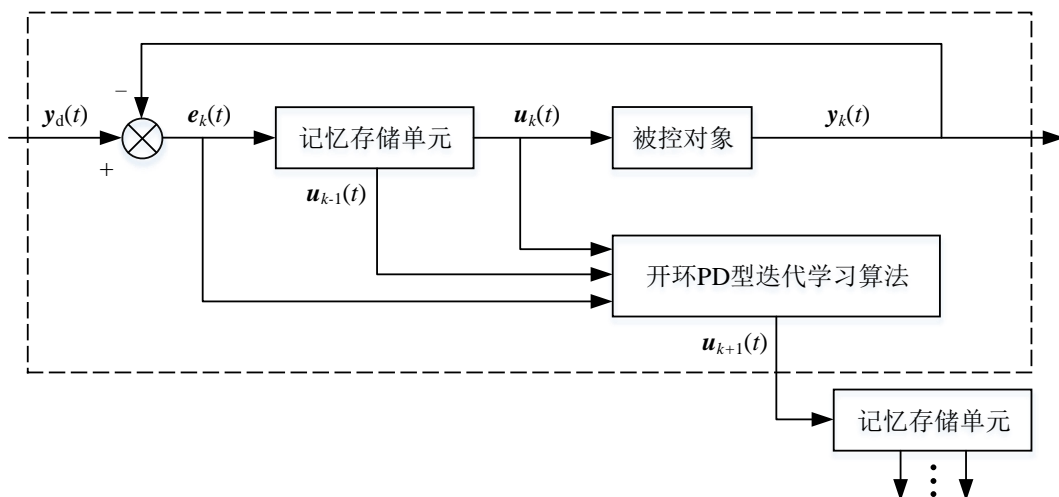 −
y_d(t)
e_k(t)
记忆存储单元
u_k(t)
被控对象
y_k(t)
+
u_{k-1}(t)
开环PD型迭代学习算法
u_{k+1}(t)
记忆存储单元